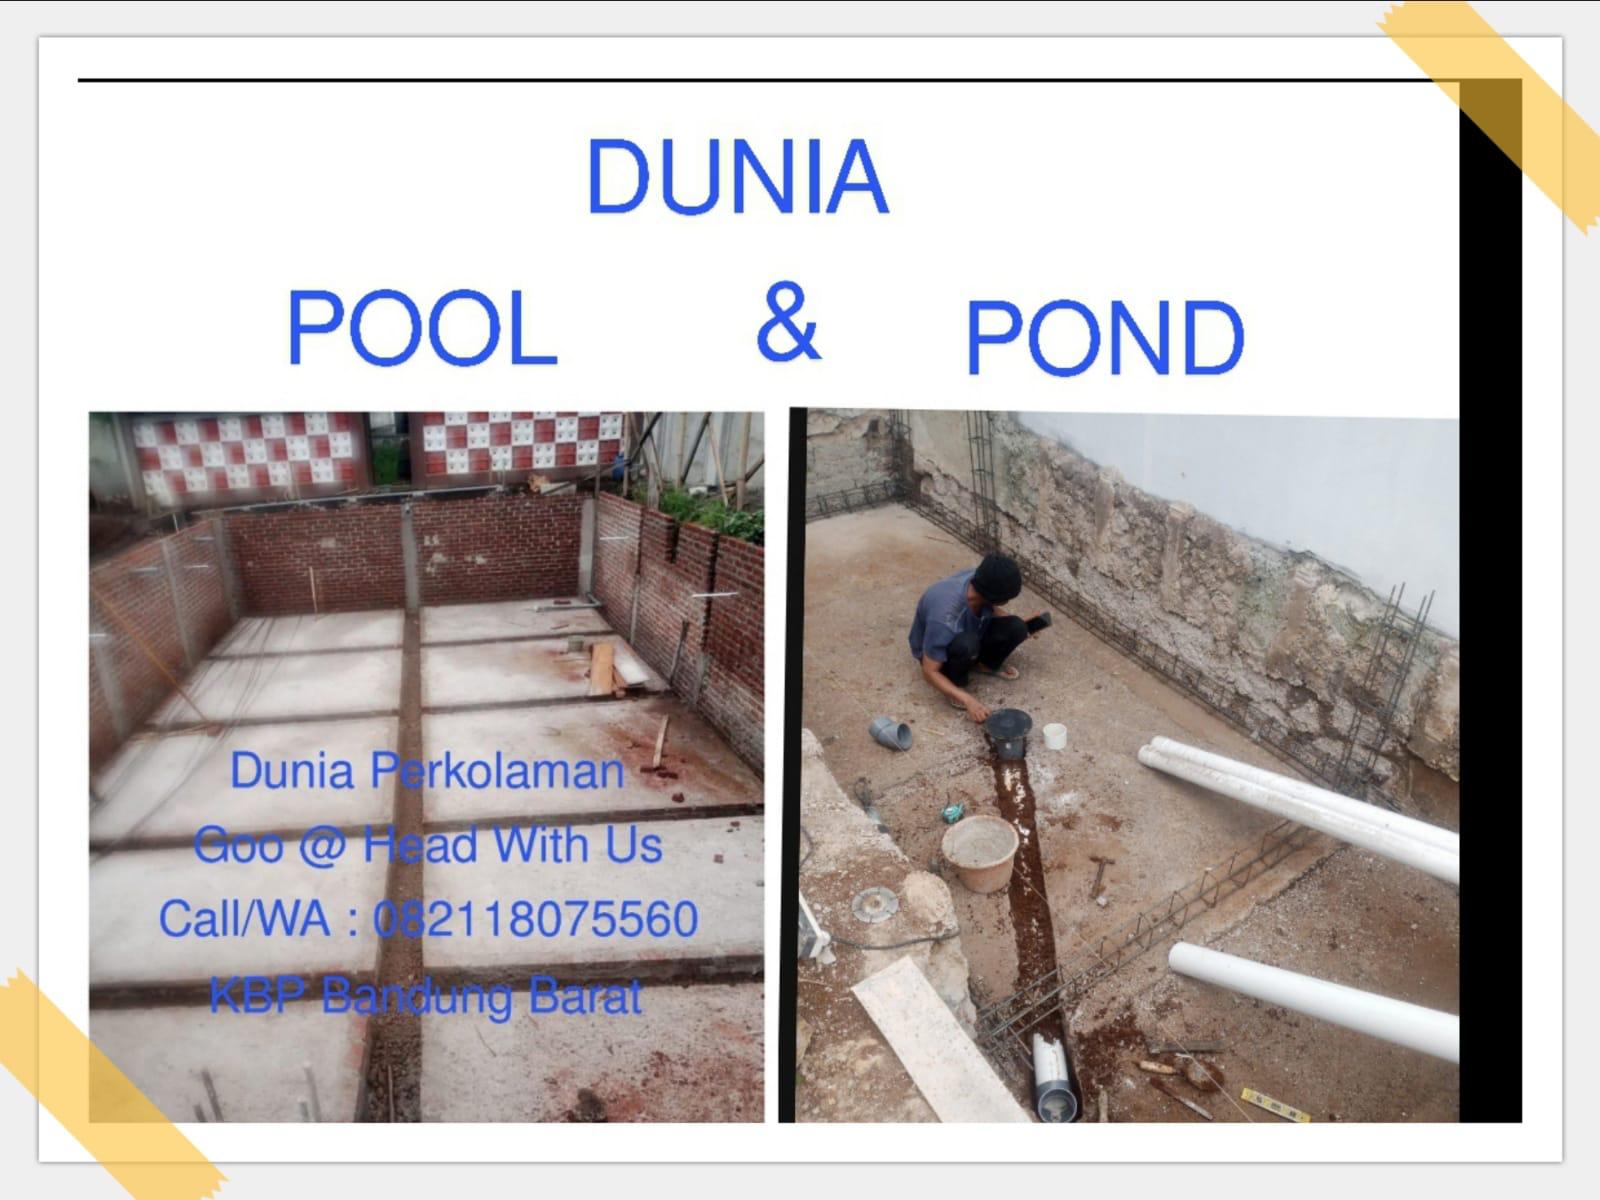 DUNIA
POOL & POND
Dunia Perkolaman
Goo @ Head With Us
Call/WA : 082118075560
KBP Bandung Barat